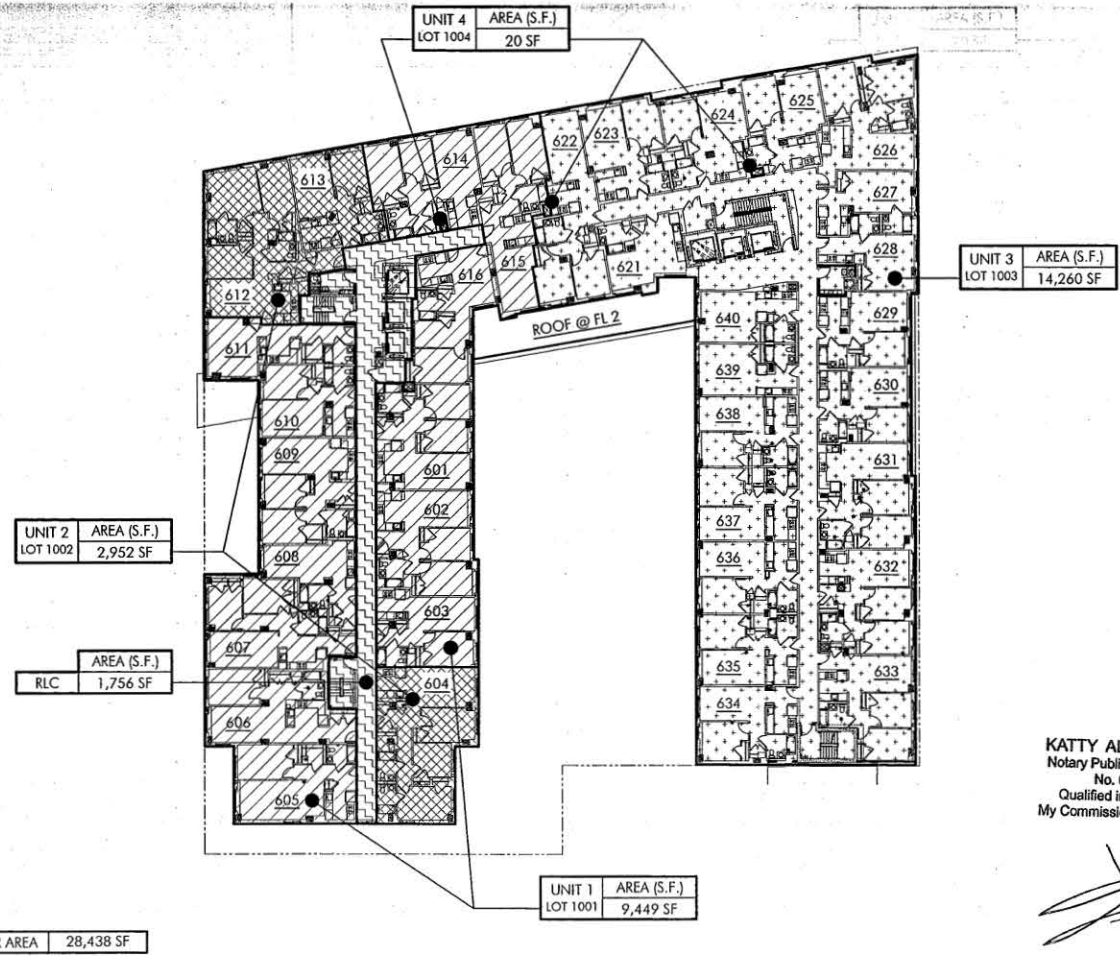 UNIT 4 AREA (S.F.)
LOT 1004 20 SF
625
624
623
622
626
614
613
627
628
615
616
621
UNIT 3 AREA (S.F.)
LOT 1003 14,260 SF
612
629
640
ROOF @ FL 2
611
639
630
610
638
609
601
631
602
637
UNIT 2 AREA (S.F.)
LOT 1002 2,952 SF
608
636
632
603
607
AREA (S.F.)
RLC 1,756 SF
604
635
633
606
634
KATTY
Notary
No.
Qualified
My
605
UNIT 1 AREA (S.F.)
LOT 1001 9,449 SF
AREA 28,438 SF